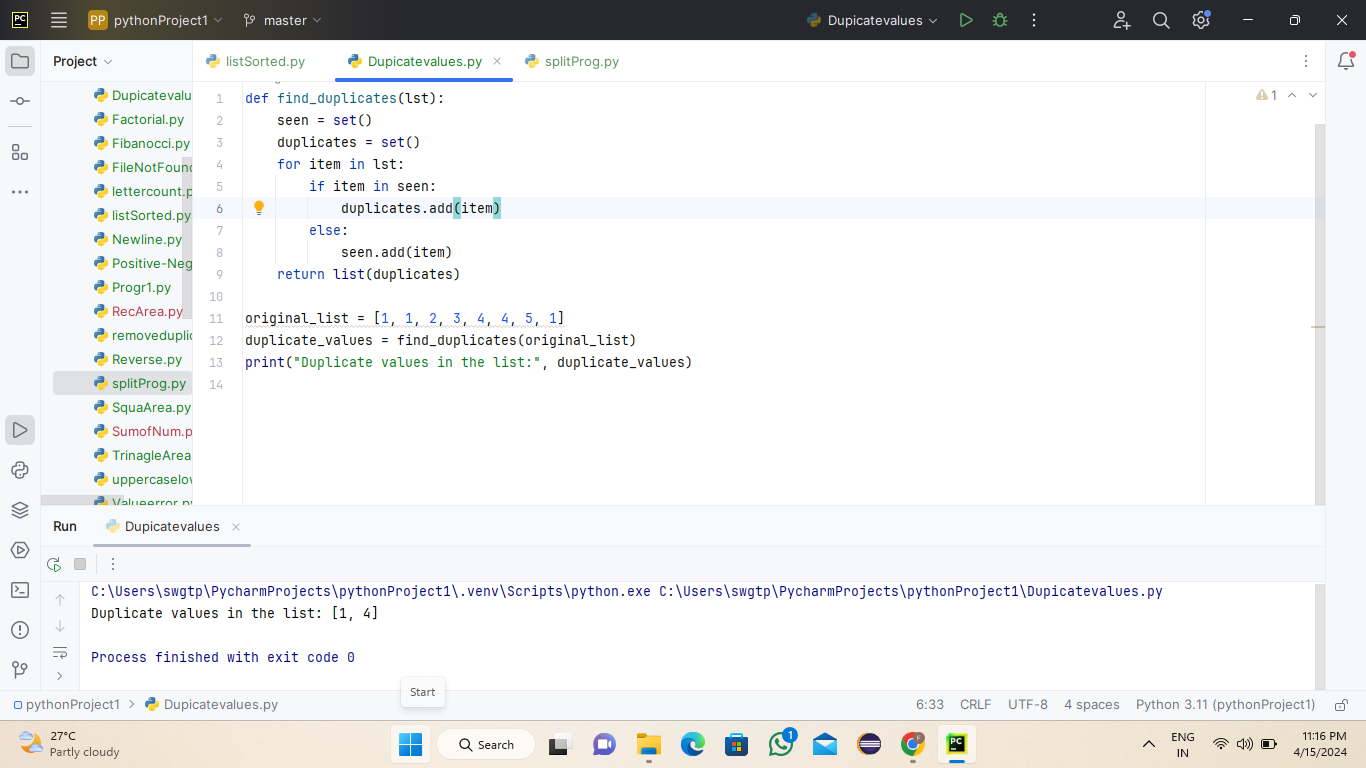 PC
PP pythonProject1
master
Dupicatevalues
Project
listSorted.py
Dupicatevalues.py
splitProg.py
Dupicatevalu
Factorial.py
Fibanocci.py
FileNotFoun
lettercount.p
listSorted.py
Newline.py
Positive-Neg
Progr1.py
RecArea.py
removeduplic
Reverse.py
splitProg.py
SquaArea.py
SumofNum.p
TrinagleArea
uppercaselov
Valueerror.py
1 def find_duplicates(lst):
2     seen = set()
3     duplicates = set()
4     for item in lst:
5         if item in seen:
6             duplicates.add(item)
7         else:
8             seen.add(item)
9     return list(duplicates)
10
11 original_list = [1, 1, 2, 3, 4, 4, 5, 1]
12 duplicate_values = find_duplicates(original_list)
13 print("Duplicate values in the list:", duplicate_values)
14
1
Run
Dupicatevalues
C:\Users\swgtp\PycharmProjects\pythonProject1\.venv\Scripts\python.exe C:\Users\swgtp\PycharmProjects\pythonProject1\Dupicatevalues.py
Duplicate values in the list: [1, 4]
Process finished with exit code 0
Start
pythonProject1 > Dupicatevalues.py
6:33 CRLF UTF-8 4 spaces Python 3.11 (pythonProject1)
27°C
Partly cloudy
Search
1
PC
ENG
IN
11:16 PM
4/15/2024